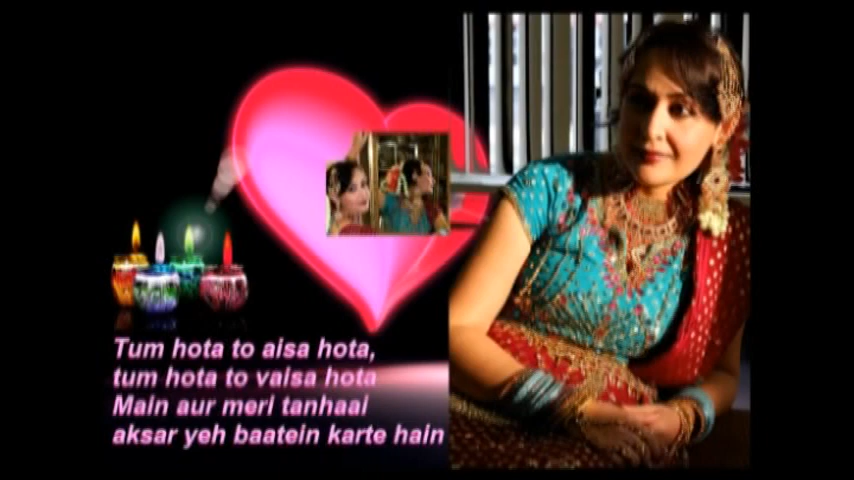 Tum hota to aisa hota,
tum hota to vaisa hota
Main aur meri tanhaai
aksar yeh baatein karte hain